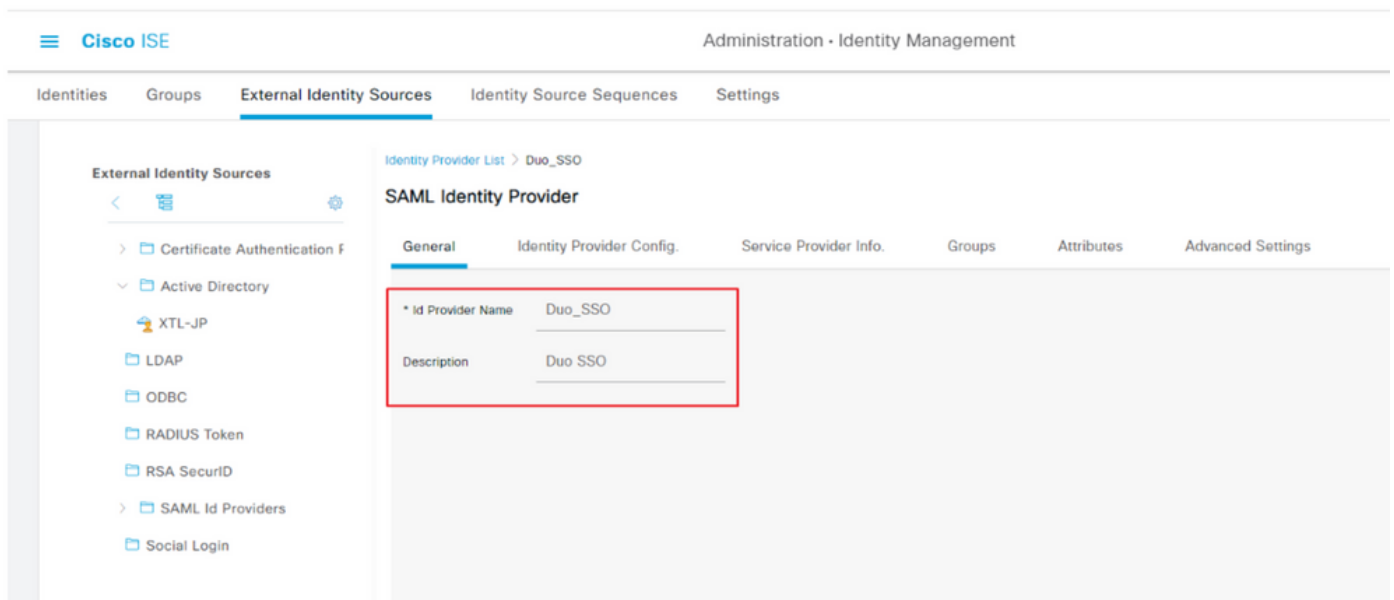 Cisco ISE
Administration · Identity Management
Identities Groups External Identity Sources Identity Source Sequences Settings
External Identity Sources
Certificate Authentication F
Active Directory
XTL-JP
LDAP
ODBC
RADIUS Token
RSA SecurID
SAML Id Providers
Social Login
Identity Provider List > Duo_SSO
SAML Identity Provider
General Identity Provider Config. Service Provider Info. Groups Attributes Advanced Settings
* Id Provider Name Duo_SSO
Description Duo SSO